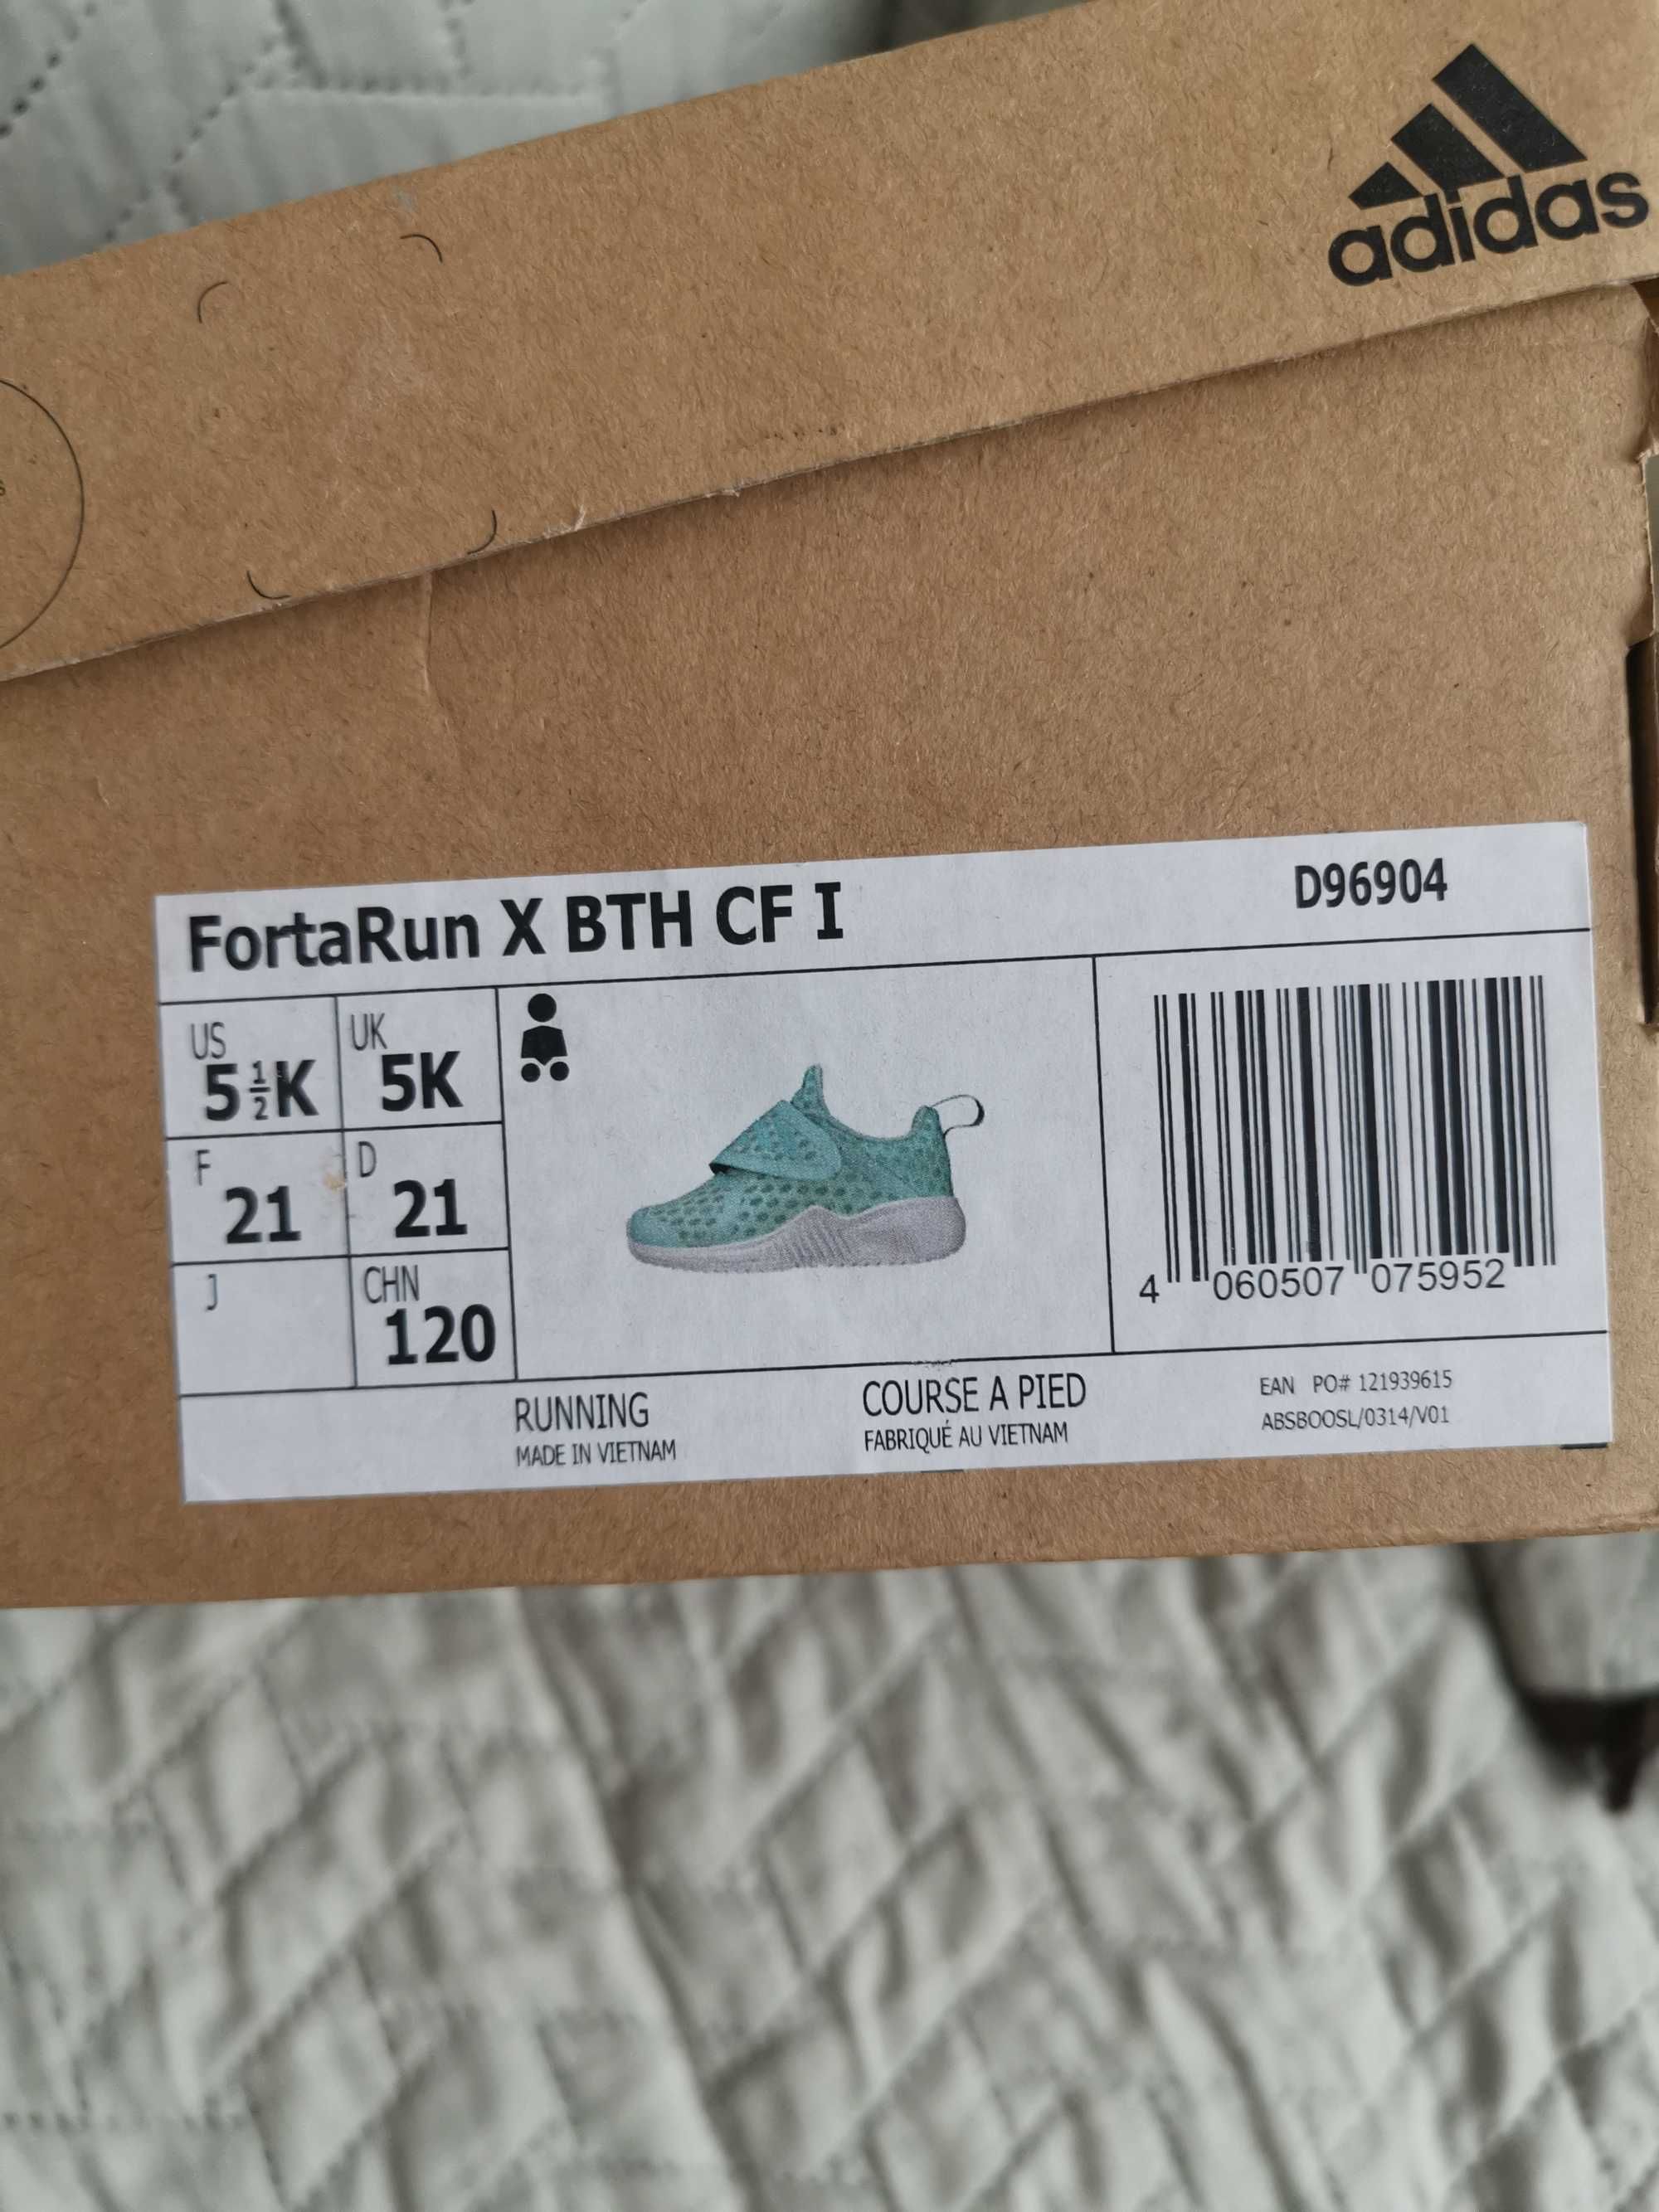 adidas
FortaRun X BTH CF I
D96904
US
5½K
UK
5K
F
21
D
21
J
CHN
120
4 060507 075952
RUNNING
MADE IN VIETNAM
COURSE A PIED
FABRIQUÉ AU VIETNAM
EAN PO# 121939615
ABSBOOSL/0314/V01